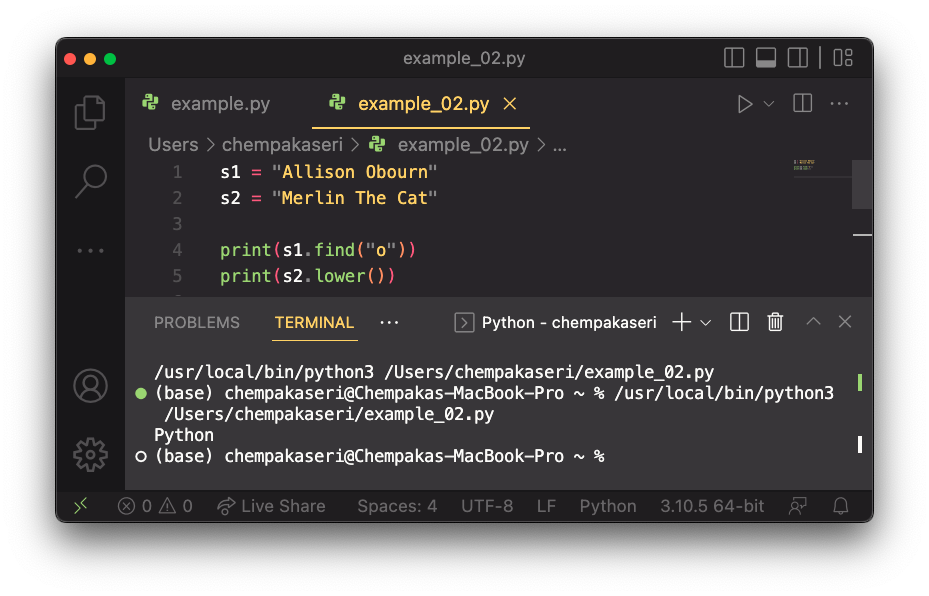 example_02.py
example.py
example_02.py
Users > chempakaseri > example_02.py > ...
1 s1 = "Allison Obourn"
2 s2 = "Merlin The Cat"
3
4 print(s1.find("o"))
5 print(s2.lower())
PROBLEMS TERMINAL ··· Python - chempakaseri
/usr/local/bin/python3 /Users/chempakaseri/example_02.py
(base) chempakaseri@Chempakas-MacBook-Pro ~ % /usr/local/bin/python3
/Users/chempakaseri/example_02.py
Python
(base) chempakaseri@Chempakas-MacBook-Pro ~ %
0 0 Live Share Spaces: 4 UTF-8 LF Python 3.10.5 64-bit